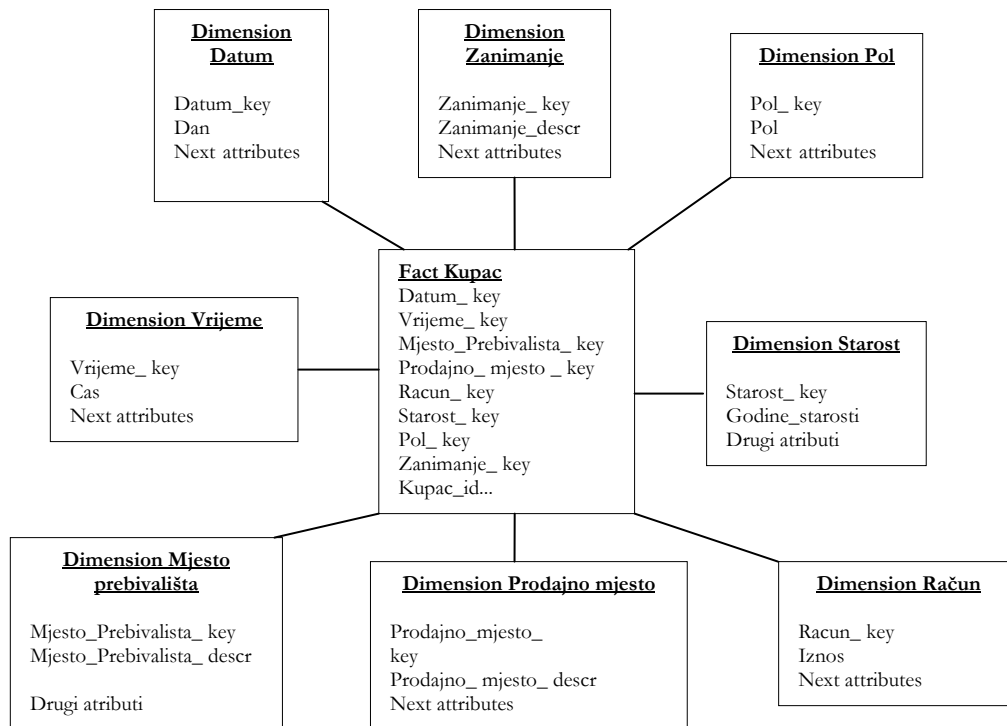 Dimension
Datum
Datum_key
Dan
Next attributes
Dimension
Zanimanje
Zanimanje_ key
Zanimanje_descr
Next attributes
Dimension Pol
Pol_ key
Pol
Next attributes
Fact Kupac
Datum_ key
Vrijeme_ key
Mjesto_Prebivalista_ key
Prodajno_ mjesto _ key
Racun_ key
Starost_ key
Pol_ key
Zanimanje_ key
Kupac_id...
Dimension Vrijeme
Vrijeme_ key
Cas
Next attributes
Dimension Starost
Starost_ key
Godine_starosti
Drugi atributi
Dimension Mjesto
prebivališta
Mjesto_Prebivalista_ key
Mjesto_Prebivalista_ descr
Drugi atributi
Dimension Prodajno mjesto
Prodajno_mjesto_
key
Prodajno_ mjesto_ descr
Next attributes
Dimension Račun
Racun_ key
Iznos
Next attributes